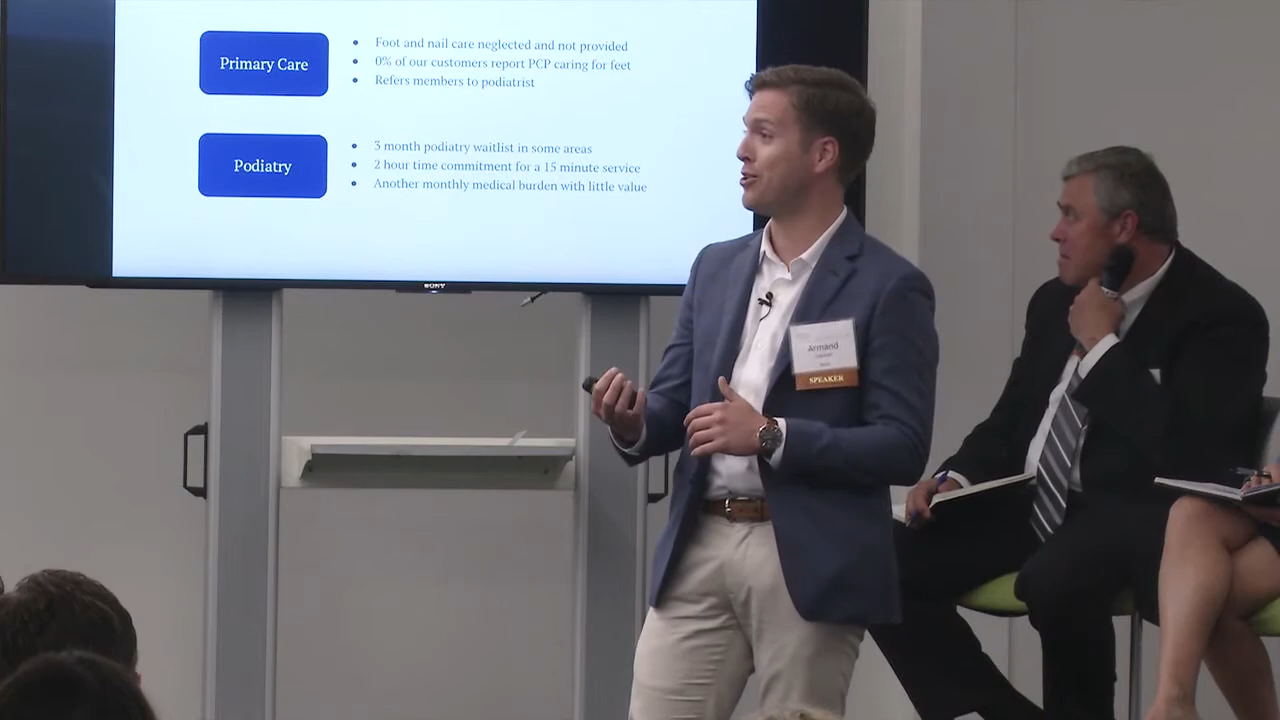 Primary Care
Foot and nail care neglected and not provided
0% of our customers report PCP caring for feet
Refers members to podiatrist
Podiatry
3 month podiatry waitlist in some areas
2 hour time commitment for a 15 minute service
Another monthly medical burden with little value
SONY
Armand
SPEAKER